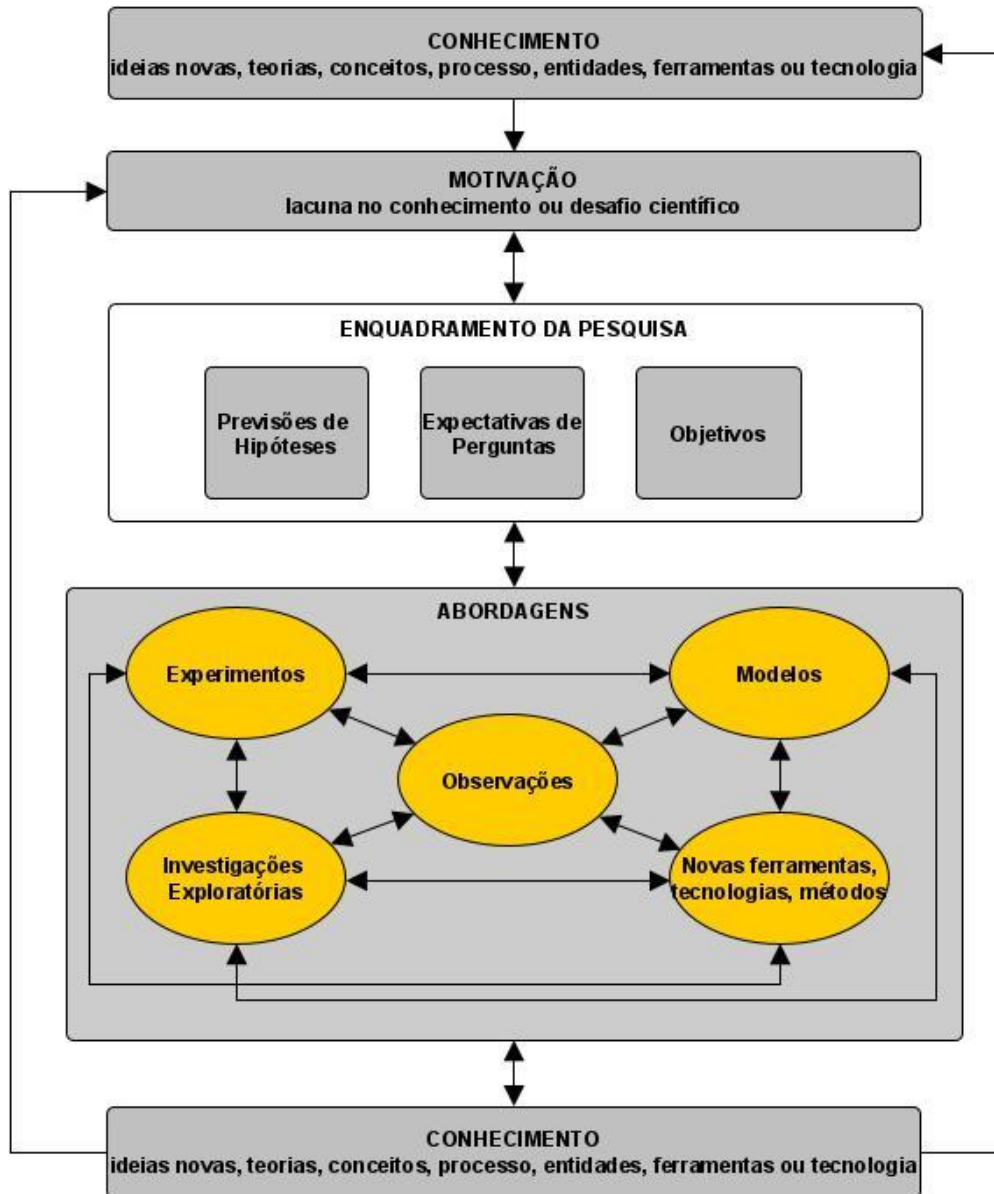 CONHECIMENTO
ideias novas, teorias, conceitos, processo, entidades, ferramentas ou tecnologia
MOTIVAÇÃO
lacuna no conhecimento ou desafio científico
ENQUADRAMENTO DA PESQUISA
Previsões de
Hipóteses
Expectativas de
Perguntas
Objetivos
ABORDAGENS
Experimentos
Modelos
Observações
Investigações
Exploratórias
Novas ferramentas,
tecnologias, métodos
CONHECIMENTO
ideias novas, teorias, conceitos, processo, entidades, ferramentas ou tecnologia